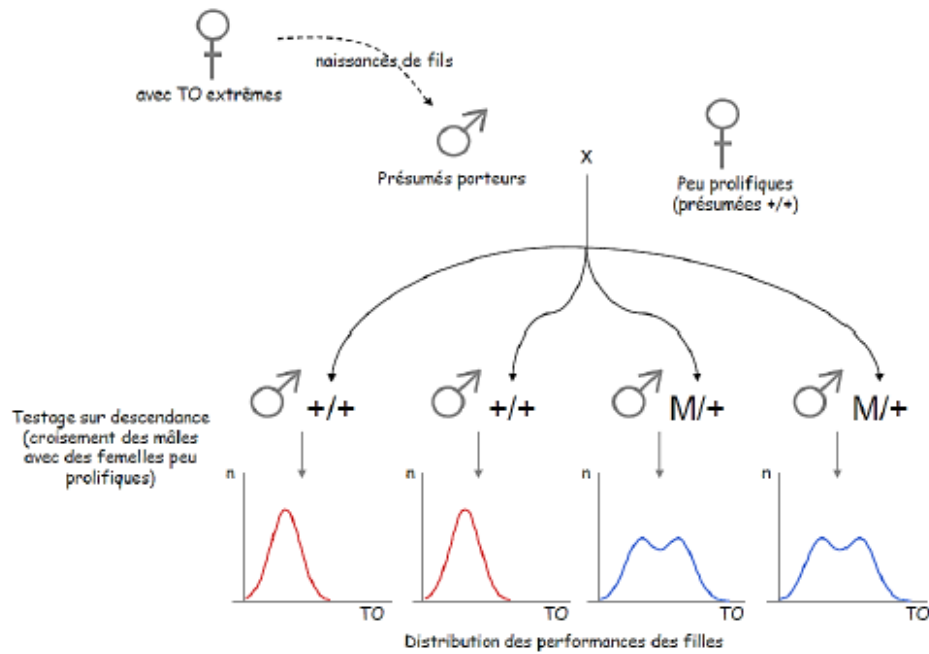 naissances de fils
avec TO extrêmes
Présumés porteurs
X
Peu prolifiques
(présumées +/+)
+/+
+/+
M/+
M/+
Testage sur descendance
(croisement des mâles
avec des femelles peu
prolifiques)
n
n
n
n
TO
TO
TO
TO
Distribution des performances des filles